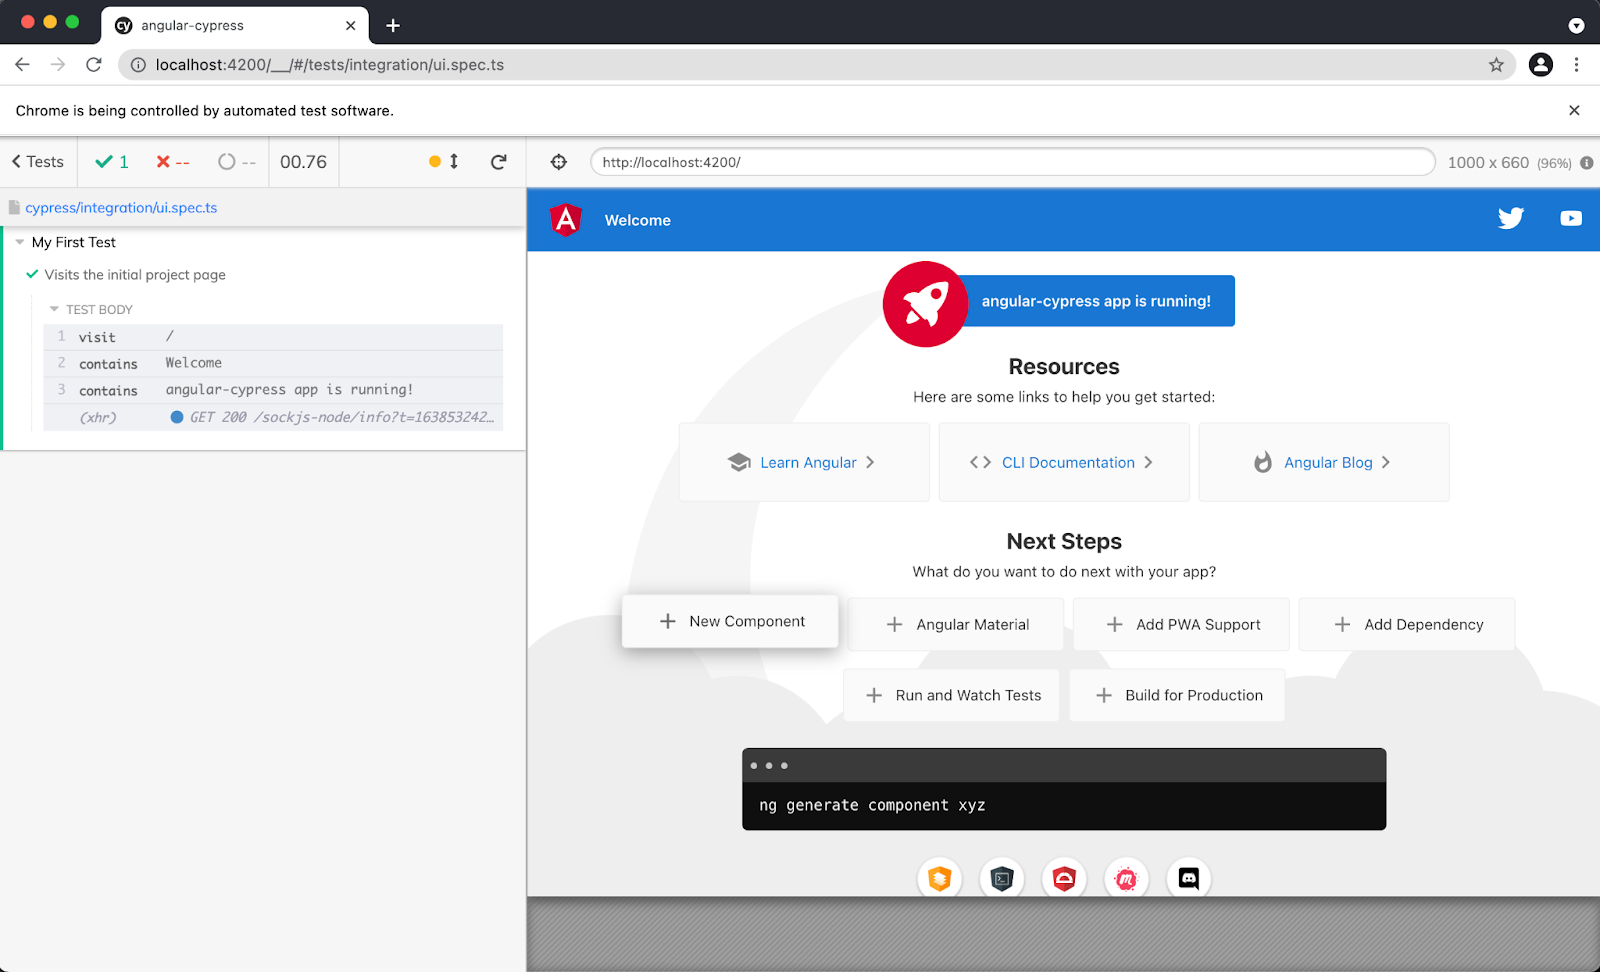 cy angular-cypress
localhost:4200/__/#/tests/integration/ui.spec.ts
Chrome is being controlled by automated test software.
Tests 1 -- -- 00.76
http://localhost:4200/ 1000 x 660 (96%)
cypress/integration/ui.spec.ts
My First Test
Visits the initial project page
TEST BODY
1 visit /
2 contains Welcome
3 contains angular-cypress app is running!
(xhr) GET 200 /sockjs-node/info?t=163853242…
A Welcome
angular-cypress app is running!
Resources
Here are some links to help you get started:
Learn Angular CLI Documentation Angular Blog
Next Steps
What do you want to do next with your app?
New Component Angular Material Add PWA Support Add Dependency
Run and Watch Tests Build for Production
ng generate component xyz
m